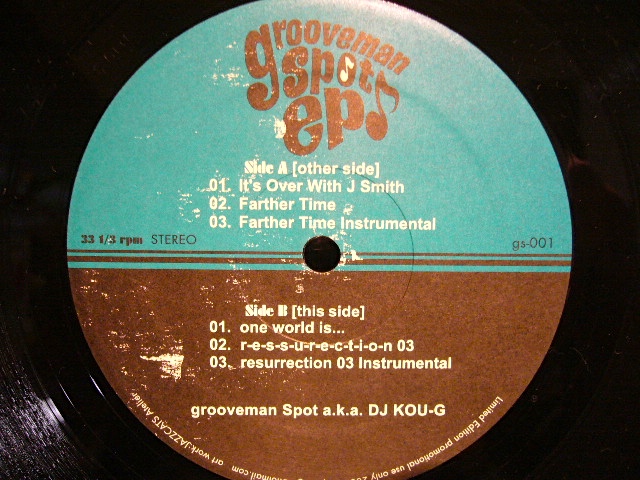 grooveman
spot
ep
Side A [other side]
01. It's Over With J Smith
02. Farther Time
03. Farther Time Instrumental
33 1/3 rpm STEREO
gs-001
Side B [this side]
01. one world is...
02. r-e-s-s-u-r-e-c-t-i-o-n 03
03. resurrection 03 Instrumental
grooveman Spot a.k.a. DJ KOU-G
Limited Edition promotional use only
art work:JAZZCATS Atelier